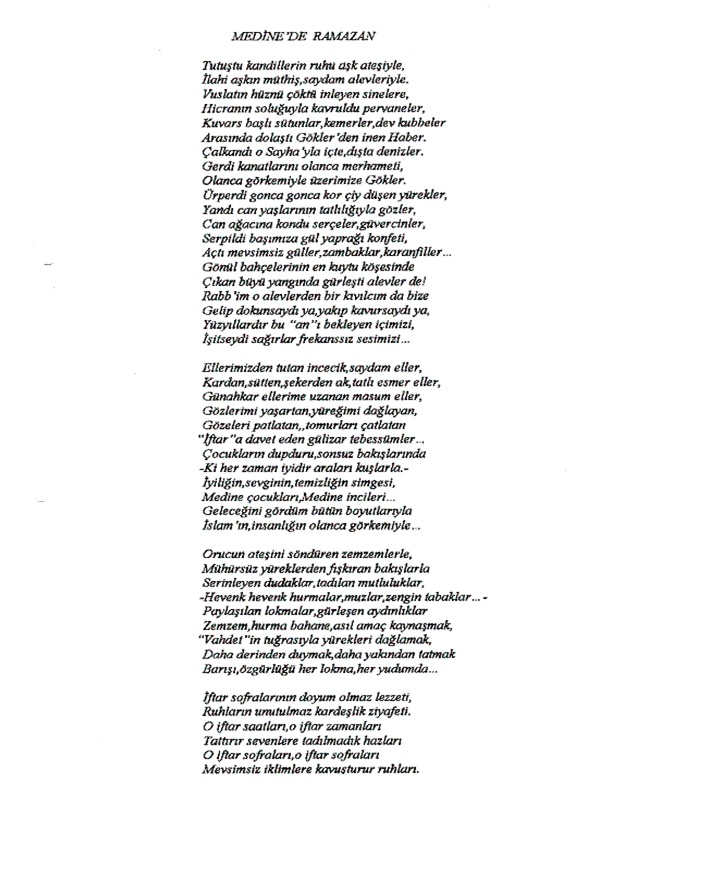 MEDİNE'DE RAMAZAN
Tutuştu kandillerin ruhu aşk ateşiyle,
İlahi aşkın müthiş,saydam alevleriyle.
Vuslatın hüznü çöktü inleyen sinelere,
Hicranın soluğuyla kavruldu pervaneler,
Kuvars başlı sütunlar,kemerler,dev kubbeler
Arasında dolaştı Gökler'den inen Haber.
Çalkandı o Sayha'yla içte,dışta denizler.
Gerdi kanatlarını olanca merhameti,
Olanca görkemiyle üzerimize Gökler.
Ürperdi gonca gonca kor çiy düşen yürekler,
Yandı can yaşlarının tatlılığıyla gözler,
Can ağacına kondu serçeler,güvercinler,
Serpildi başımıza gül yaprağı konfeti,
Açtı mevsimsiz güller,zambaklar,karanfiller...
Gönül bahçelerinin en kuytu köşesinde
Çıkan büyü yangında gürleşti alevler de!
Rabb'im o alevlerden bir kıvılcım da bize
Gelip dokunsaydı ya,yakıp kavursaydı ya,
Yüzyıllardır bu "an"ı bekleyen içimizi,
İşitseydi sağırlar frekanssız sesimizi...
Ellerimizden tutan incecik,saydam eller,
Kardan,sütten,şekerden ak,tatlı esmer eller,
Günahkar ellerime uzanan masum eller,
Gözlerimi yaşartan,yüreğimi dağlayan,
Gözeleri patlatan,,tomurları çatlatan
"İftar"a davet eden gülizar tebessümler...
Çocukların dupduru,sonsuz bakışlarında
-Ki her zaman iyidir araları kuşlarla.-
İyiliğin,sevginin,temizliğin simgesi,
Medine çocukları,Medine incileri...
Geleceğini gördüm bütün boyutlarıyla
İslam'ın,insanlığın olanca görkemiyle...
Orucun ateşini söndüren zemzemlerle,
Mühürsüz yüreklerden fışkıran bakışlarla
Serinleyen dudaklar,tadılan mutluluklar,
-Hevenk hevenk hurmalar,muzlar,zengin tabaklar...-
Paylaşılan lokmalar,gürleşen aydınlıklar
Zemzem,hurma bahane,asıl amaç kaynaşmak,
"Vahdet"in tuğrasıyla yürekleri dağlamak,
Daha derinden duymak,daha yakından tatmak
Barışı,özgürlüğü her lokma,her yudumda...
İftar sofralarının doyum olmaz lezzeti,
Ruhların unutulmaz kardeşlik ziyafeti.
O iftar saatları,o iftar zamanları
Tattırır sevenlere tadılmadık hazları
O iftar sofraları,o iftar sofraları
Mevsimsiz iklimlere kavuşturur ruhları.